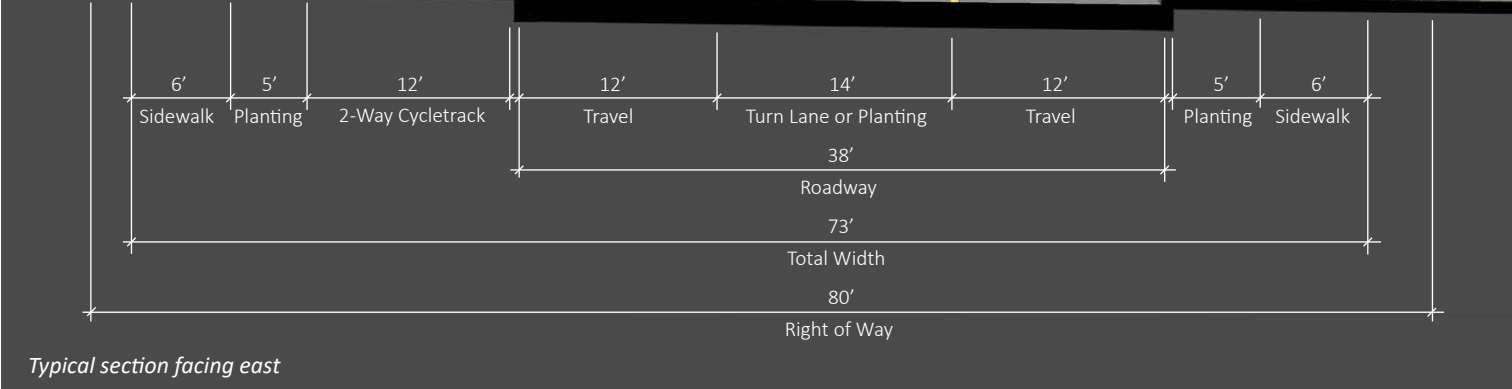 6’ 5’ 12’ 12’ 14’ 12’ 5’ 6’
Sidewalk Planting 2-Way Cycletrack Travel Turn Lane or Planting Travel Planting Sidewalk
38’
Roadway
73’
Total Width
80’
Right of Way
Typical section facing east